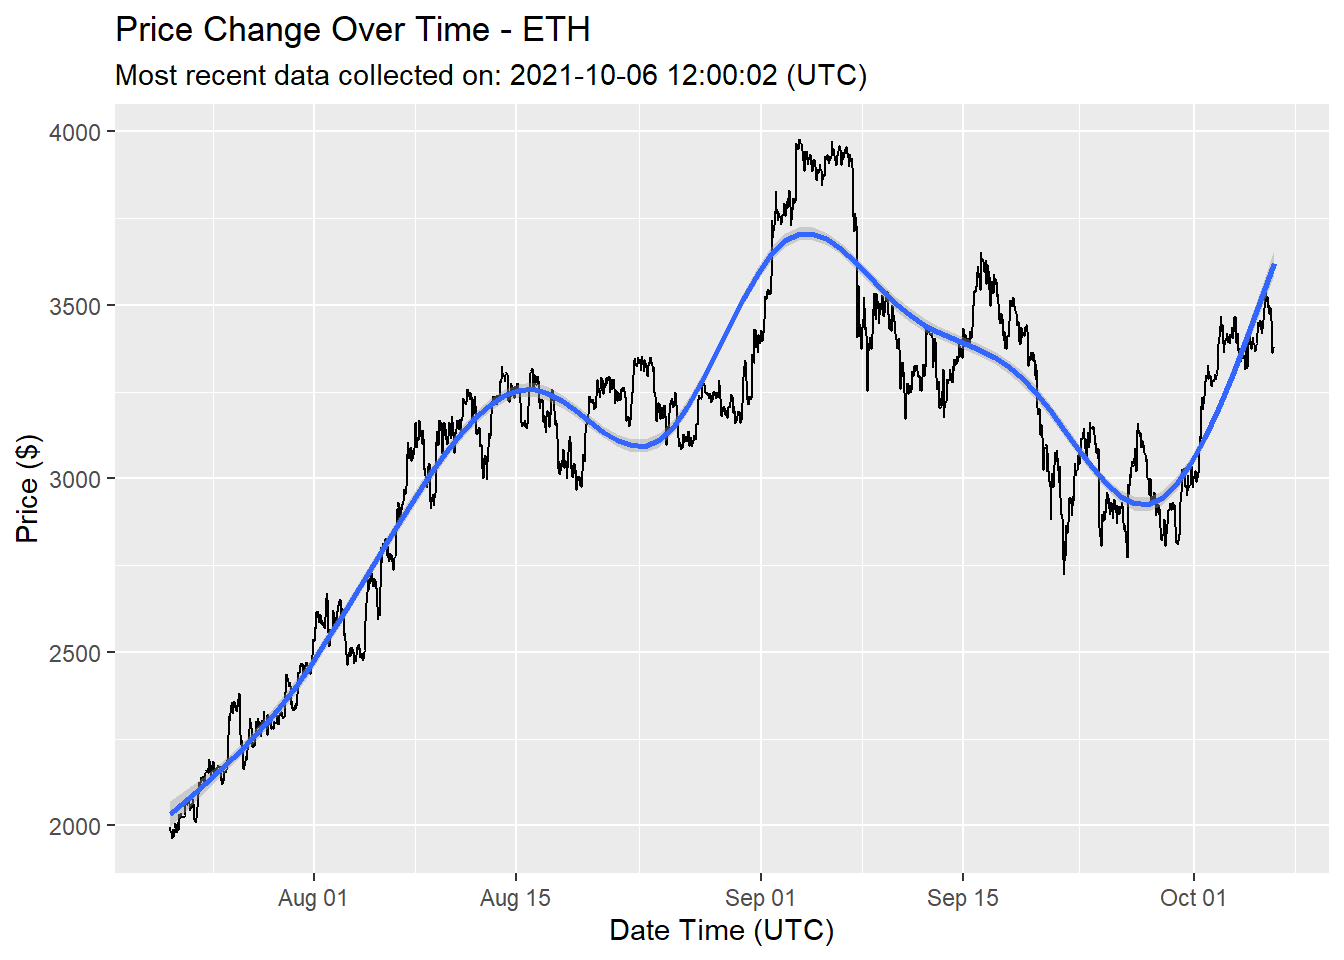 Price Change Over Time - ETH
Most recent data collected on: 2021-10-06 12:00:02 (UTC)
4000
3500
3000
2500
2000
Price ($)
Aug 01
Aug 15
Sep 01
Sep 15
Oct 01
Date Time (UTC)